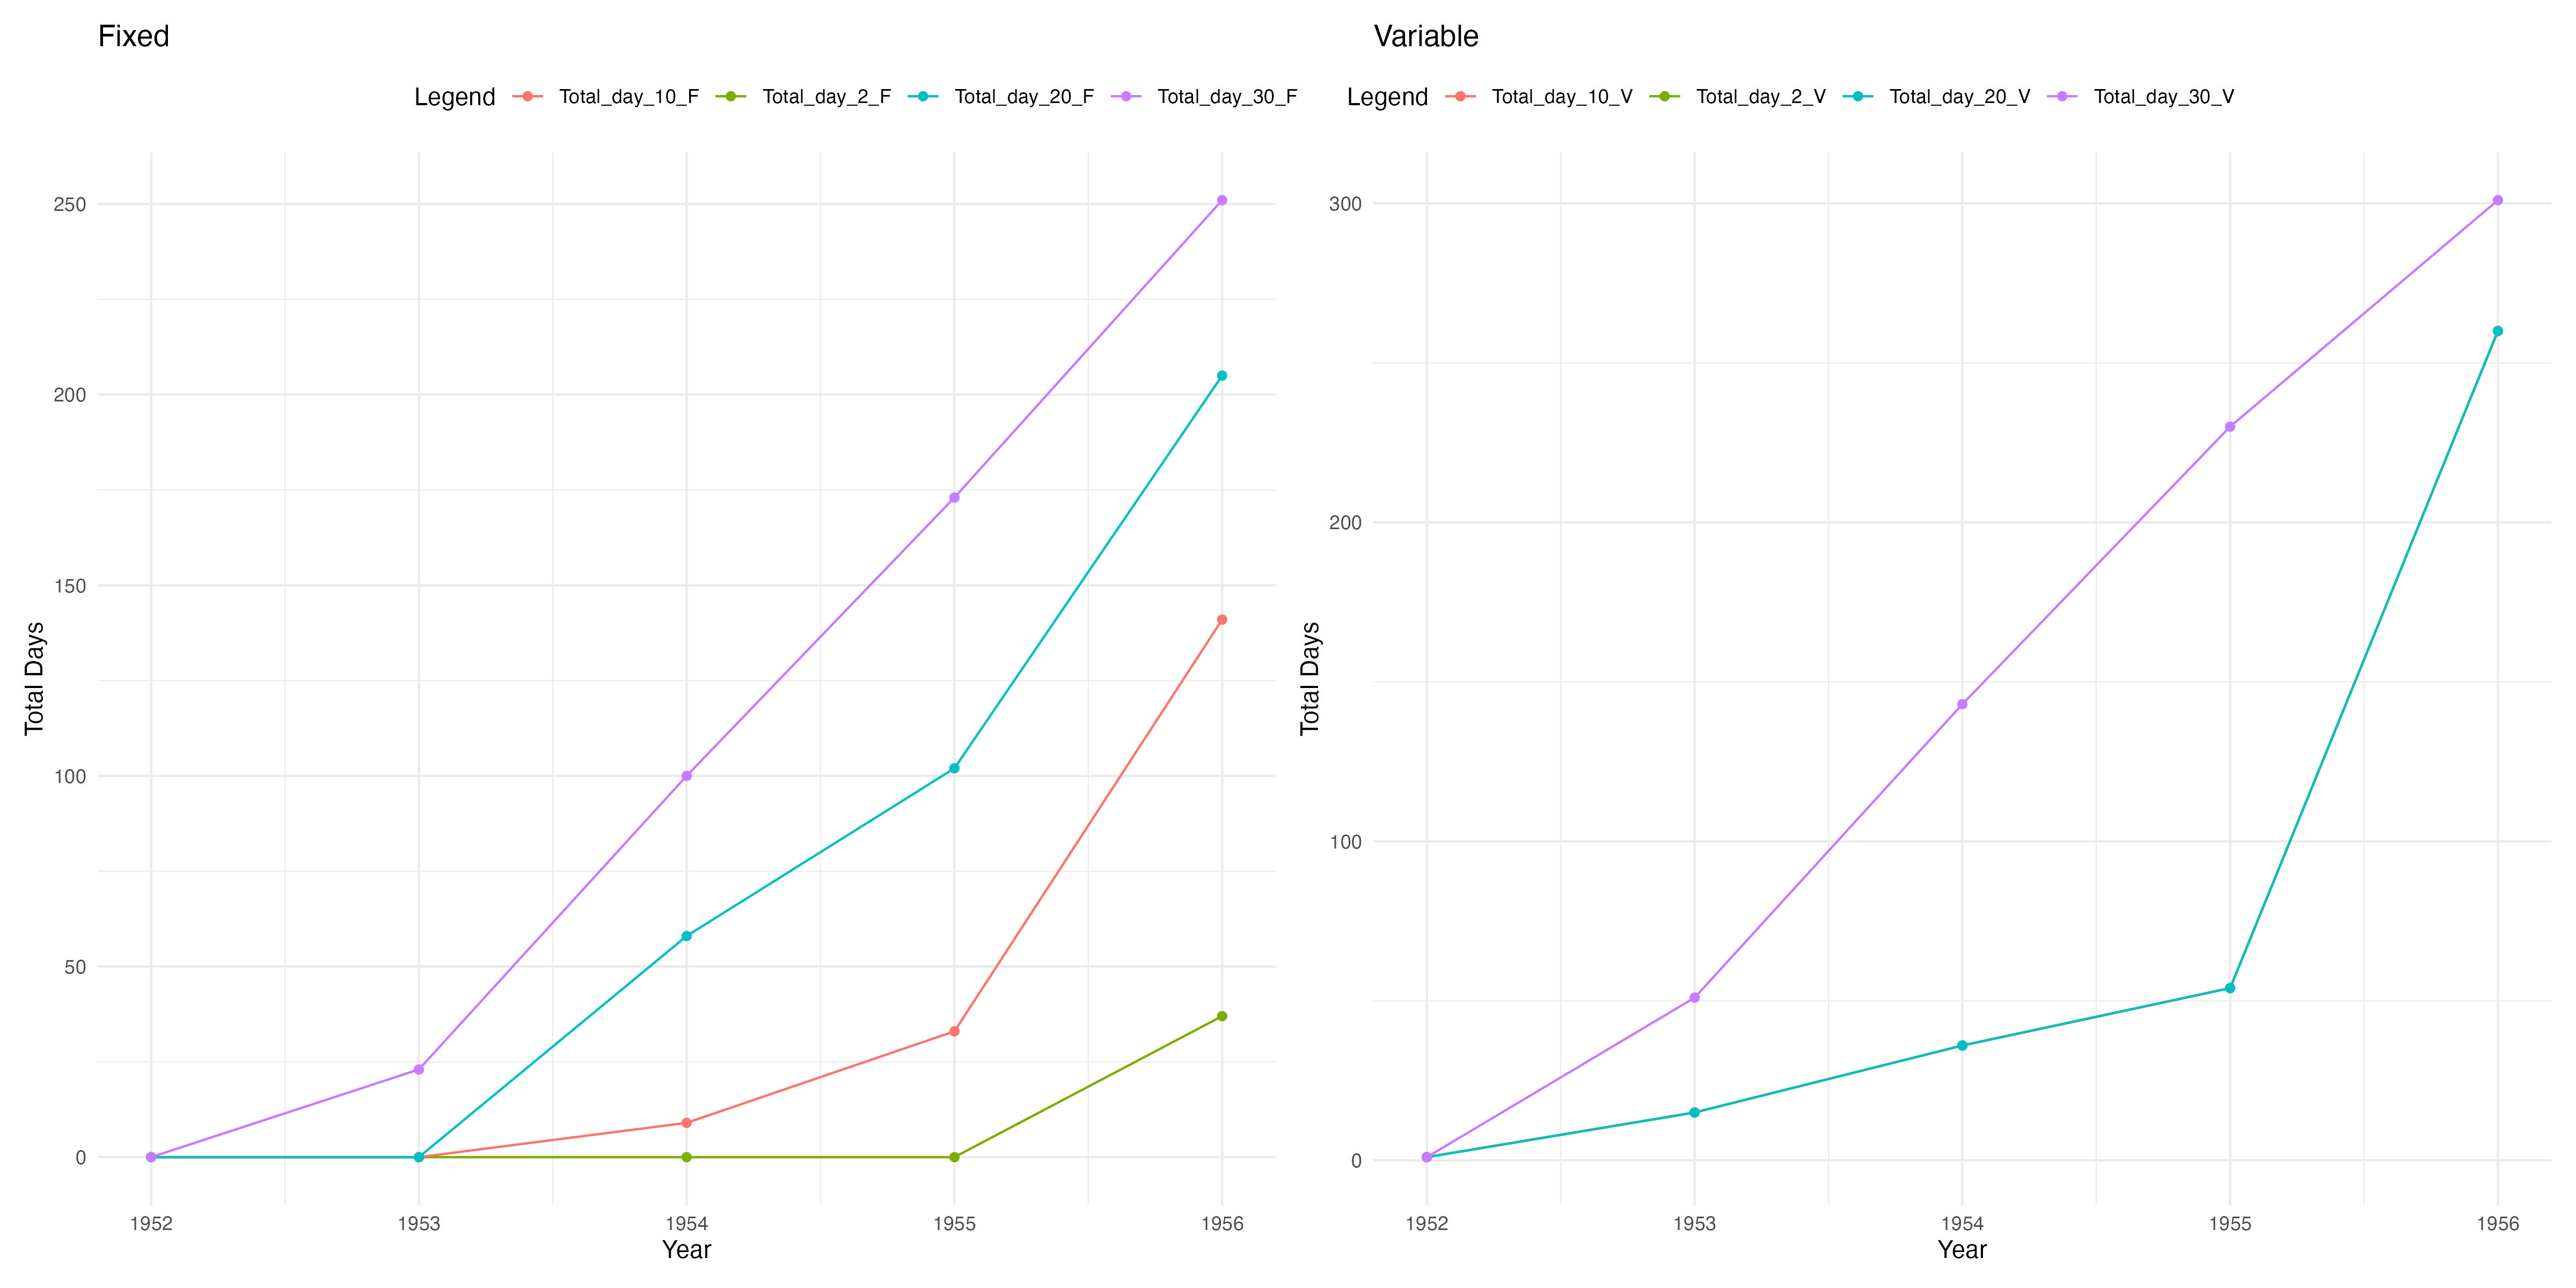 Fixed
Legend Total_day_10_F Total_day_2_F Total_day_20_F Total_day_30_F
250
200
150
100
50
0
Total Days
1952 1953 1954 1955 1956
Year
Variable
Legend Total_day_10_V Total_day_2_V Total_day_20_V Total_day_30_V
300
200
100
0
Total Days
1952 1953 1954 1955 1956
Year